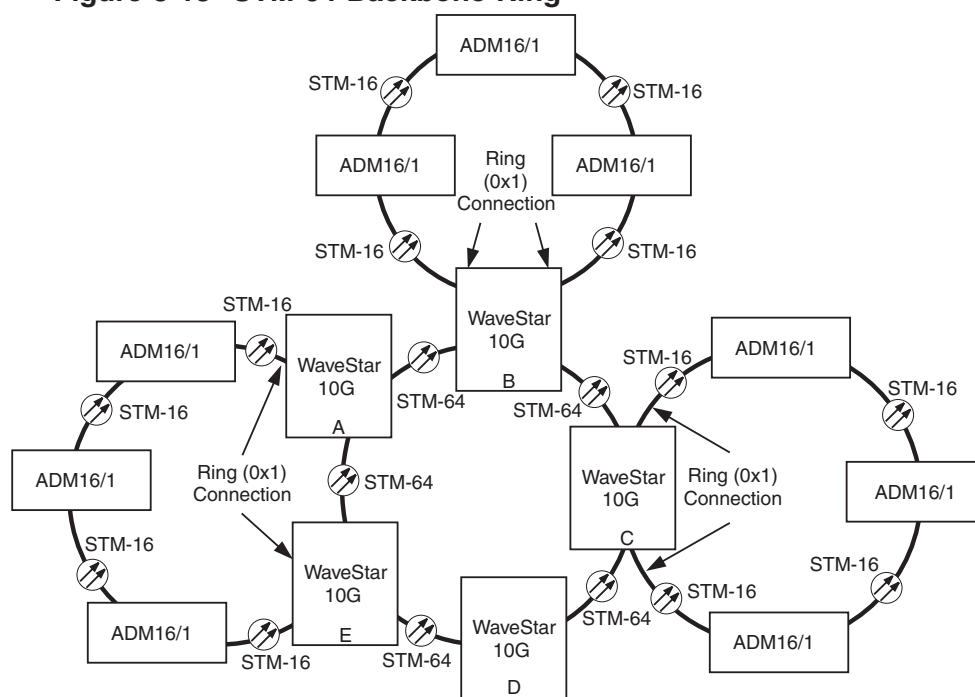 Figure 3-13 STM-64 Backbone Ring
ADM16/1
STM-16
STM-16
ADM16/1
Ring
(0x1)
Connection
ADM16/1
STM-16
STM-16
WaveStar
10G
B
STM-16
ADM16/1
WaveStar
10G
A
STM-64
STM-64
STM-16
ADM16/1
STM-16
STM-16
ADM16/1
Ring (0x1)
Connection
STM-64
WaveStar
10G
C
Ring (0x1)
Connection
ADM16/1
STM-16
WaveStar
10G
E
STM-16
STM-16
ADM16/1
STM-16
STM-64
WaveStar
10G
D
STM-64
ADM16/1